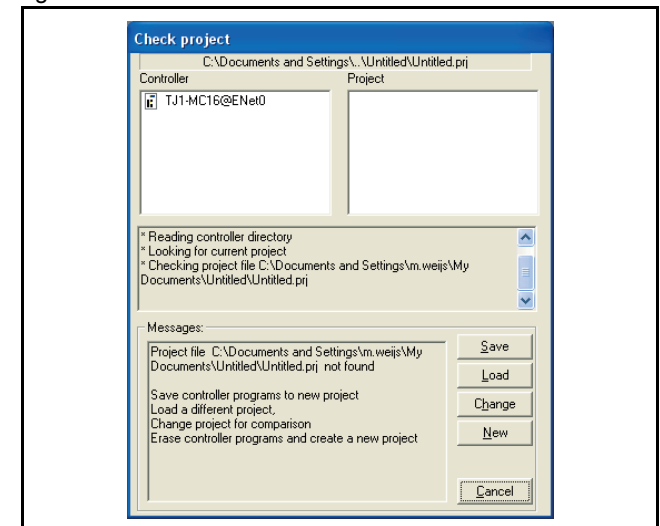 Check project
C:\Documents and Settings\..\Untitled\Untitled.prj
Controller
Project
TJ1-MC16@ENet0
* Reading controller directory
* Looking for current project
* Checking project file C:\Documents and Settings\m.weijs\My
Documents\Untitled\Untitled.prj
Messages:
Project file C:\Documents and Settings\m.weijs\My
Documents\Untitled\Untitled.prj not found
Save controller programs to new project
Load a different project,
Change project for comparison
Erase controller programs and create a new project
Save
Load
Change
New
Cancel